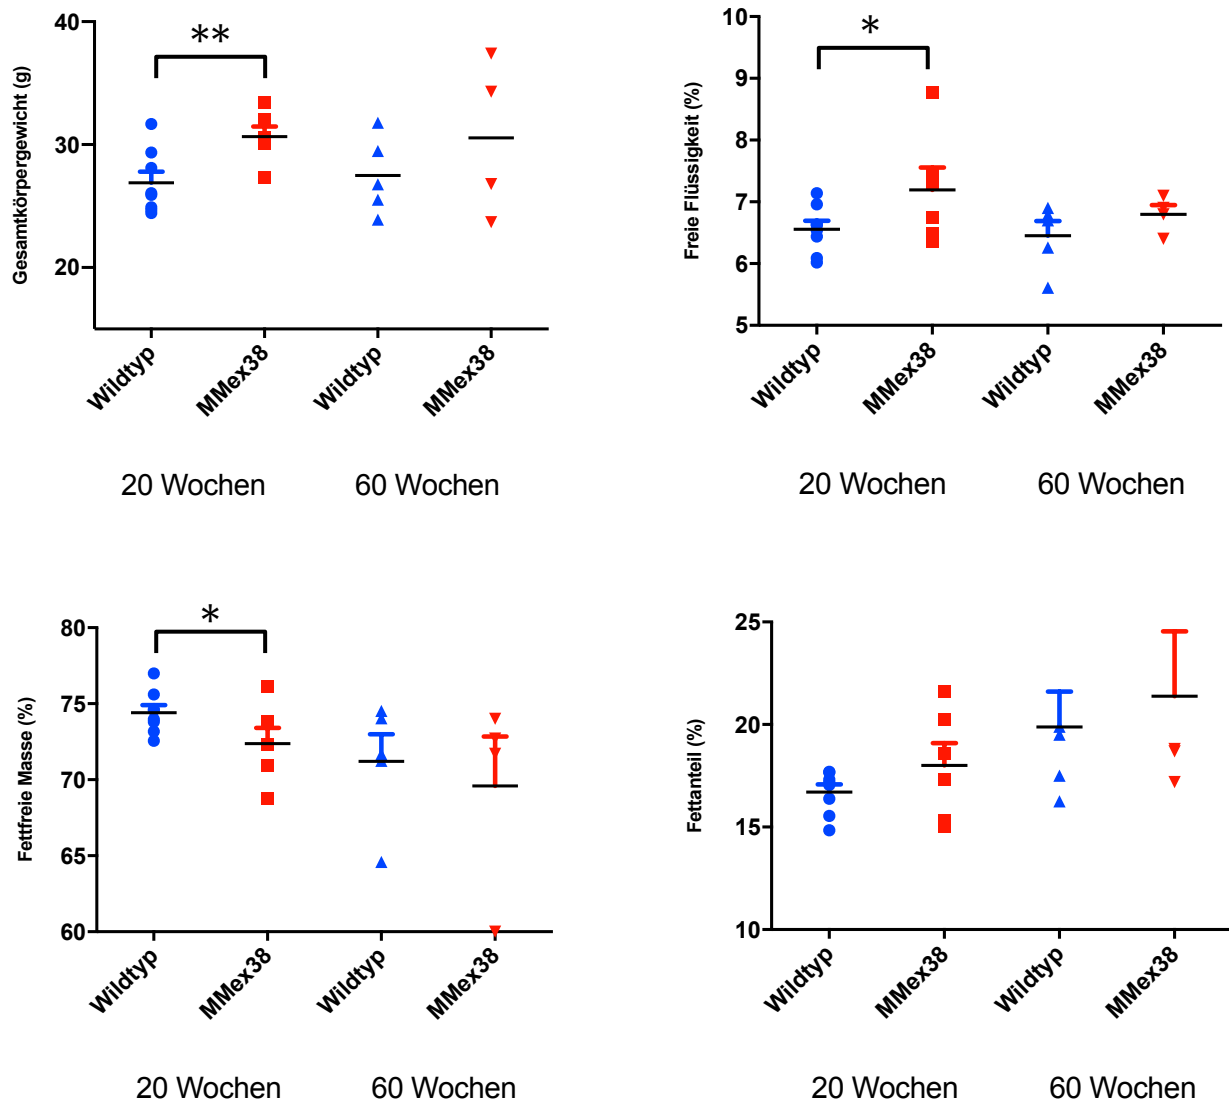 Gesamtkörpergewicht (g)
40
30
20
**
Wildtyp
MMex38
Wildtyp
MMex38
20 Wochen
60 Wochen
Freie Flüssigkeit (%)
10
9
8
7
6
5
*
Wildtyp
MMex38
Wildtyp
MMex38
20 Wochen
60 Wochen
Fettfreie Masse (%)
80
75
70
65
60
*
Wildtyp
MMex38
Wildtyp
MMex38
20 Wochen
60 Wochen
Fettanteil (%)
25
20
15
10
Wildtyp
MMex38
Wildtyp
MMex38
20 Wochen
60 Wochen